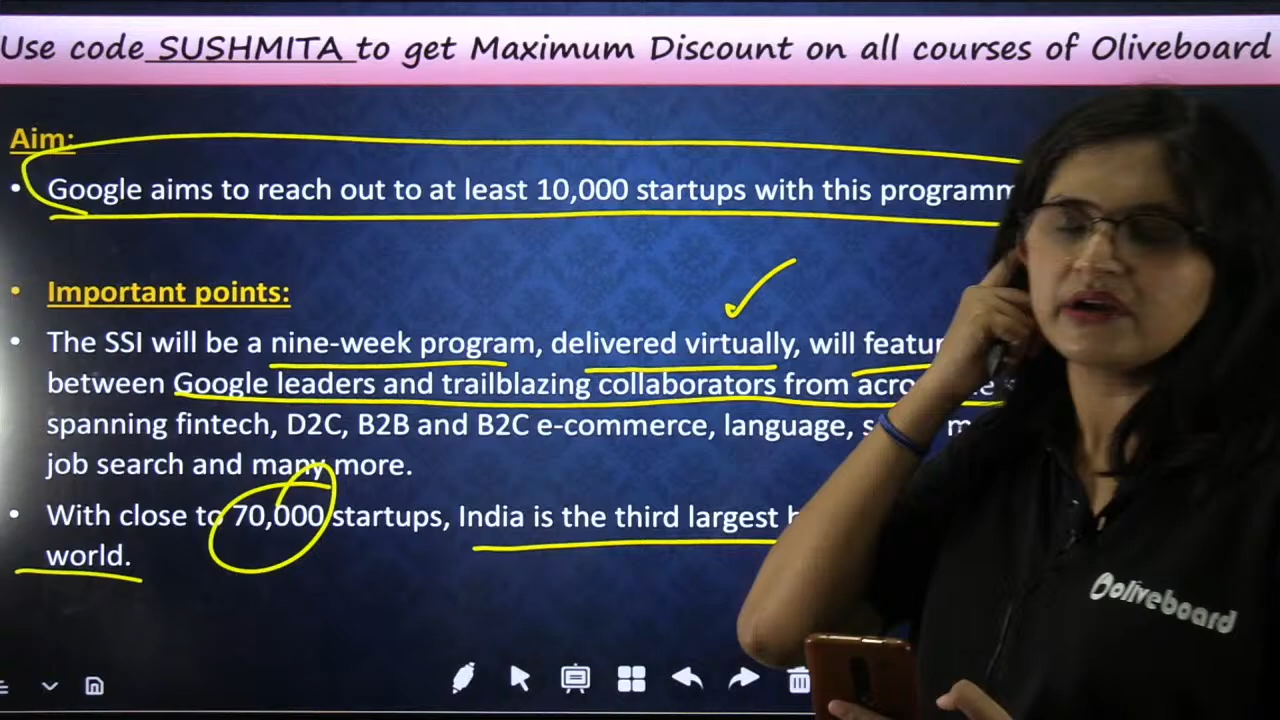 Use code SUSHMITA to get Maximum Discount on all courses of Oliveboard
Aim:
• Google aims to reach out to at least 10,000 startups with this
• Important points:
• The SSI will be a nine-week program, delivered virtually, will
between Google leaders and trailblazing collaborators from
spanning fintech, D2C, B2B and B2C e-commerce, language,
job search and many more.
• With close to 70,000 startups, India is the third largest
world.
oliveboard